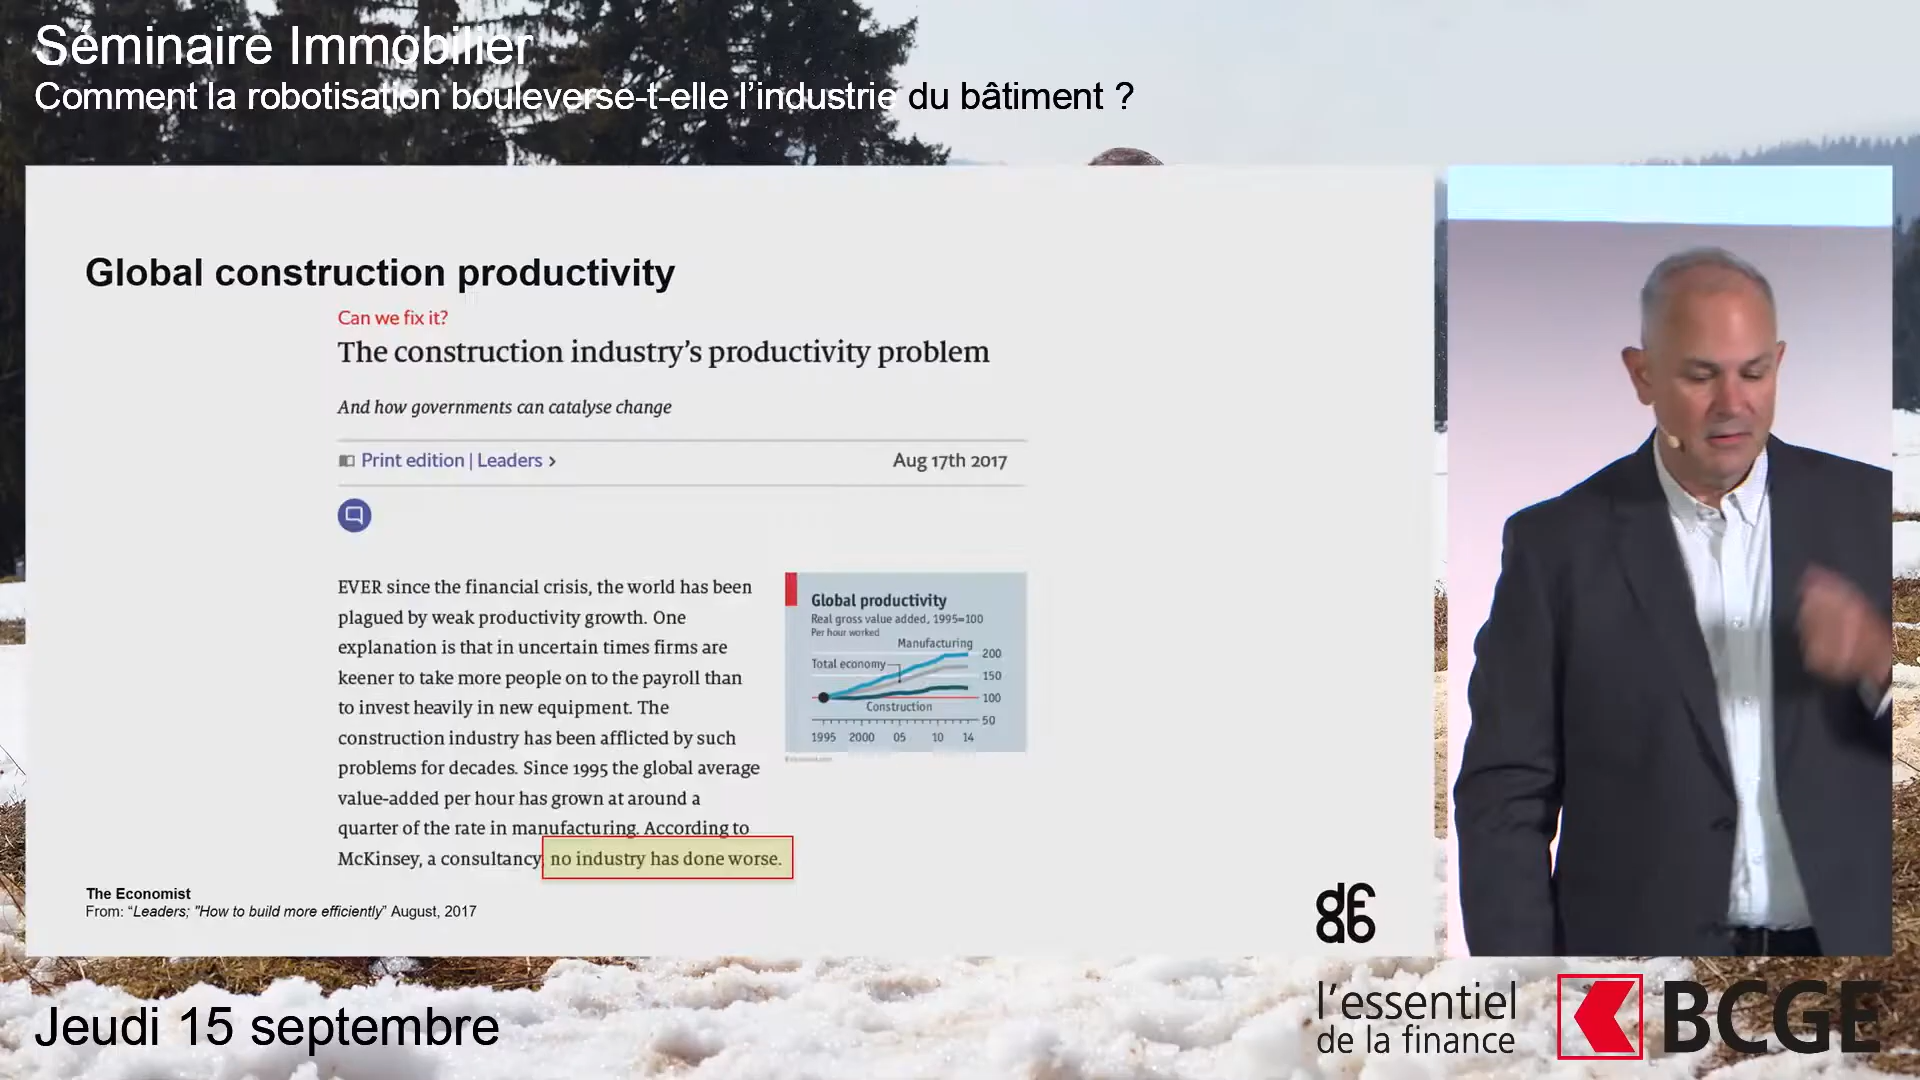 Séminaire Immobilier
Comment la robotisation bouleverse-t-elle l'industrie du bâtiment ?
Global construction productivity
Can we fix it?
The construction industry's productivity problem
And how governments can catalyse change
Print edition | Leaders >
Aug 17th 2017
EVER since the financial crisis, the world has been
plagued by weak productivity growth. One
explanation is that in uncertain times firms are
keener to take more people on to the payroll than
to invest heavily in new equipment. The
construction industry has been afflicted by such
problems for decades. Since 1995 the global average
value-added per hour has grown at around a
quarter of the rate in manufacturing. According to
McKinsey, a consultancy, no industry has done worse.
Global productivity
Real gross value added, 1995=100
Per hour worked
Manufacturing
Total economy
Construction
200
150
100
50
1995 2000 05 10 14
The Economist
From: "Leaders; "How to build more efficiently" August, 2017
Jeudi 15 septembre
l'essentiel
de la finance
BCGE